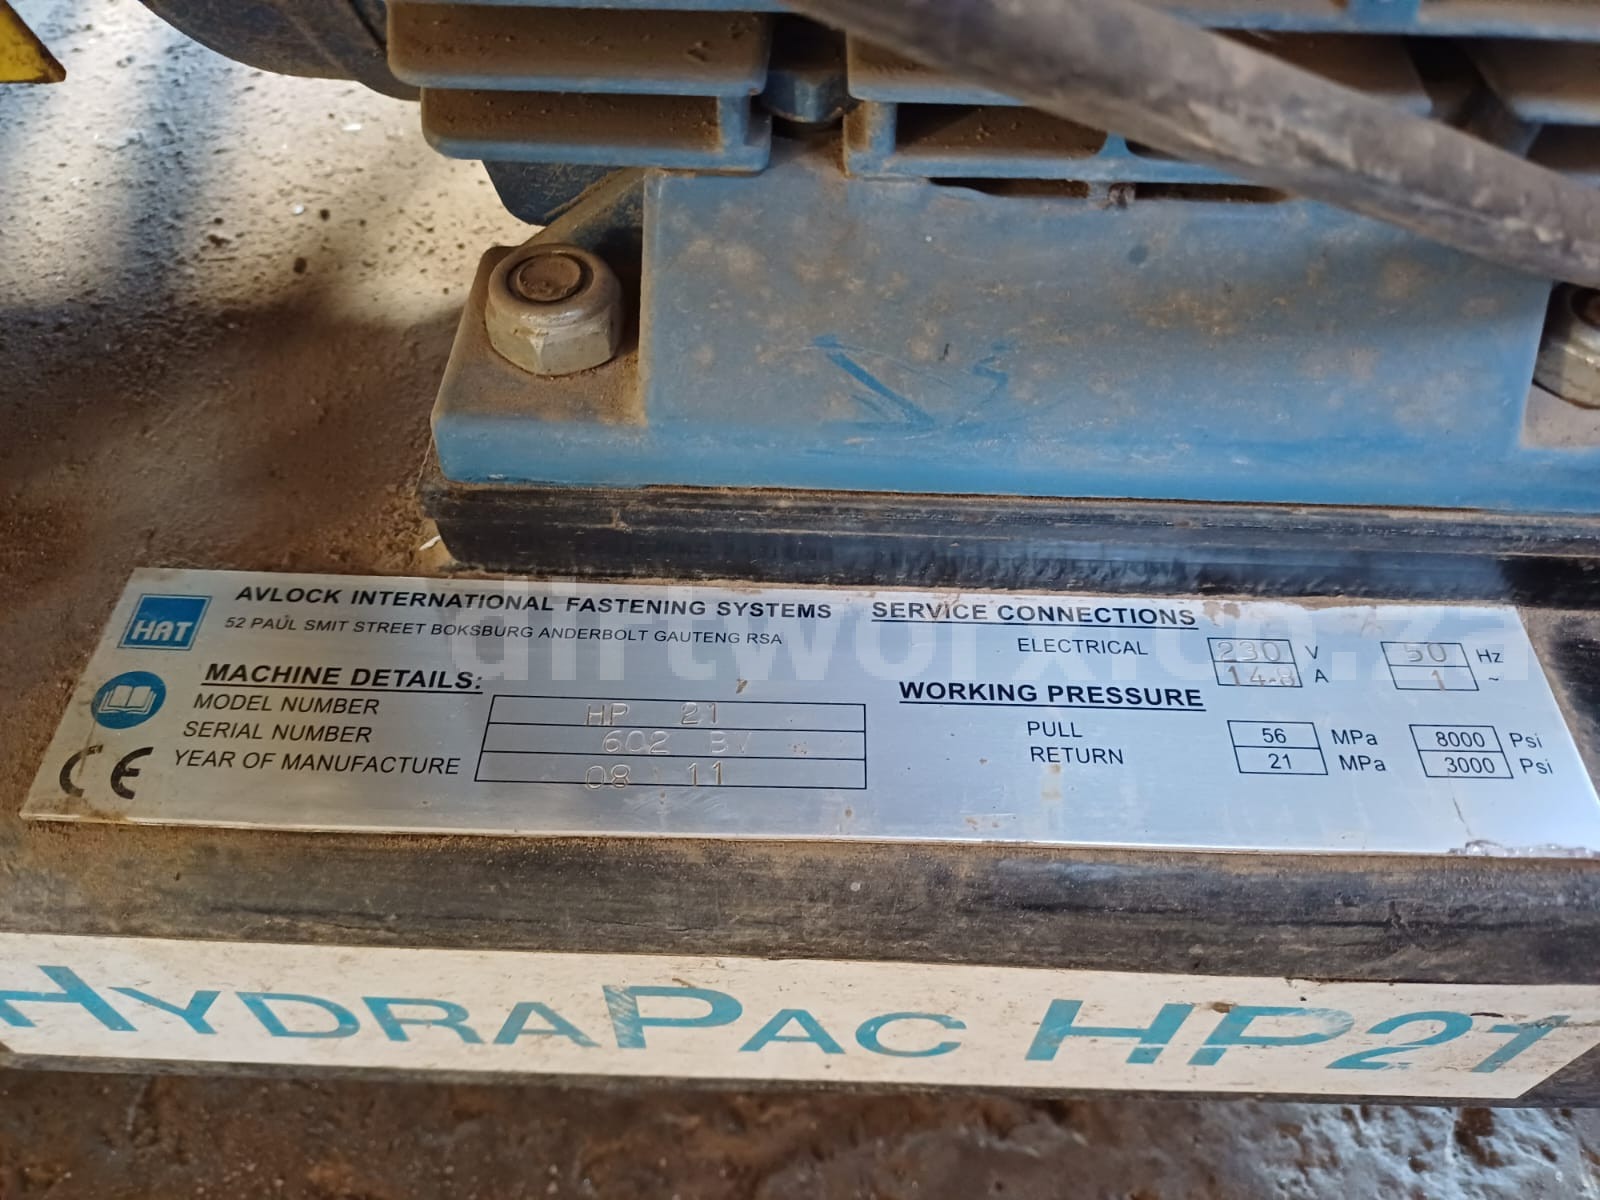 HAT
AVLOCK INTERNATIONAL FASTENING SYSTEMS
52 PAUL SMIT STREET BOKSBURG ANDERBOLT GAUTENG RSA
MACHINE DETAILS:
MODEL NUMBER HP 21
SERIAL NUMBER 602 BV
YEAR OF MANUFACTURE 08 11
CE
SERVICE CONNECTIONS
ELECTRICAL 230 V 50 Hz
14.8 A 1 ~
WORKING PRESSURE
PULL 56 MPa 8000 Psi
RETURN 21 MPa 3000 Psi
dirtworx.co.za
HYDRAPAC HP21